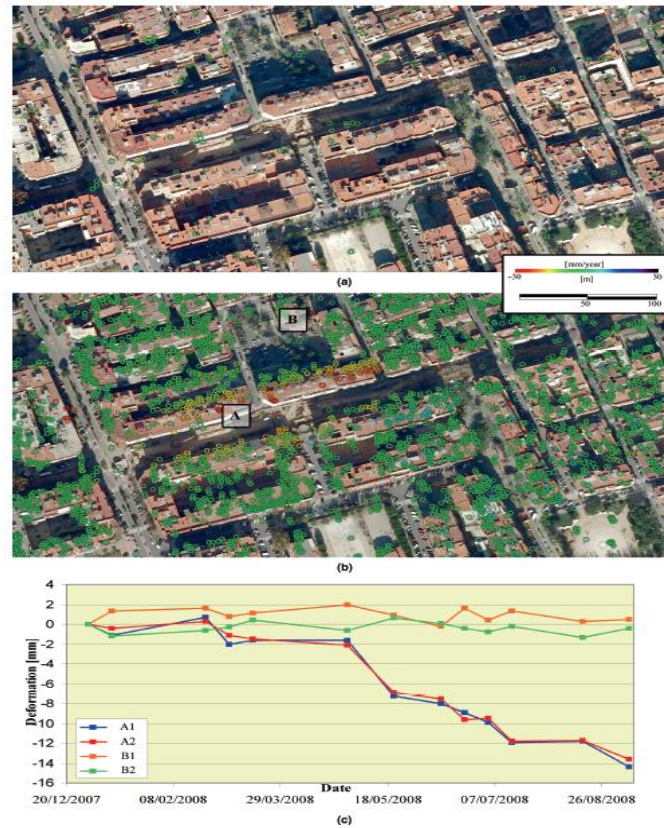 (a)
[mm/year]
-30 30
[m]
50 100
B
A
(b)
4
2
0
-2
-4
-6
-8
-10
-12
-14
-16
Deformation [mm]
A1
A2
B1
B2
Date
20/12/2007 08/02/2008 29/03/2008 18/05/2008 07/07/2008 26/08/2008
(c)